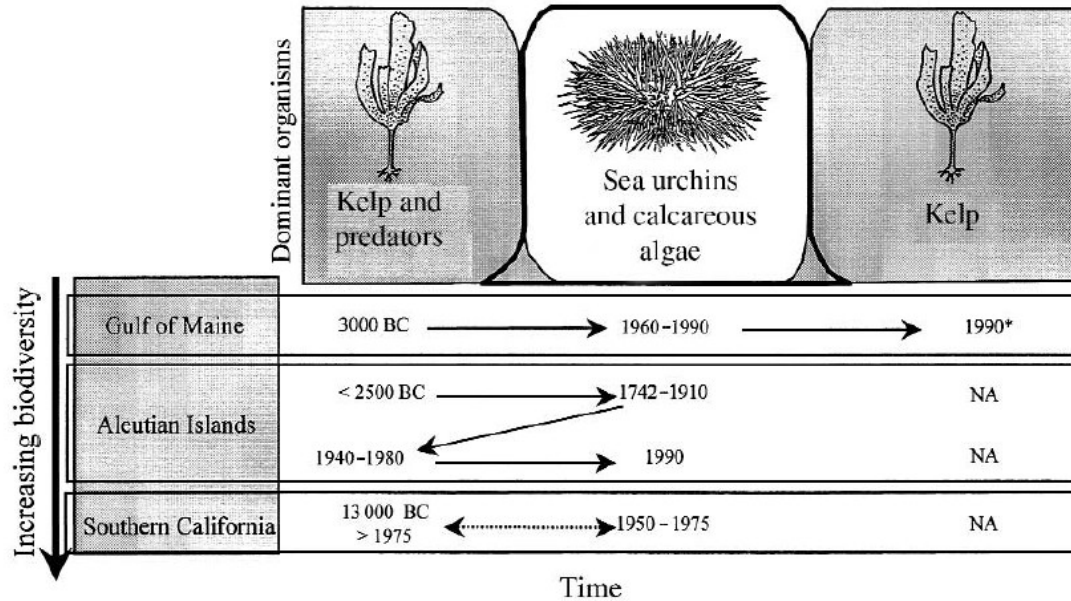 Dominant organisms
Kelp and
predators
Sea urchins
and calcareous
algae
Kelp
Increasing biodiversity
Gulf of Maine 3000 BC 1960–1990 1990*
Aleutian Islands
< 2500 BC 1742–1910 NA
1940–1980 1990 NA
Southern California
13 000 BC
> 1975
1950–1975 NA
Time